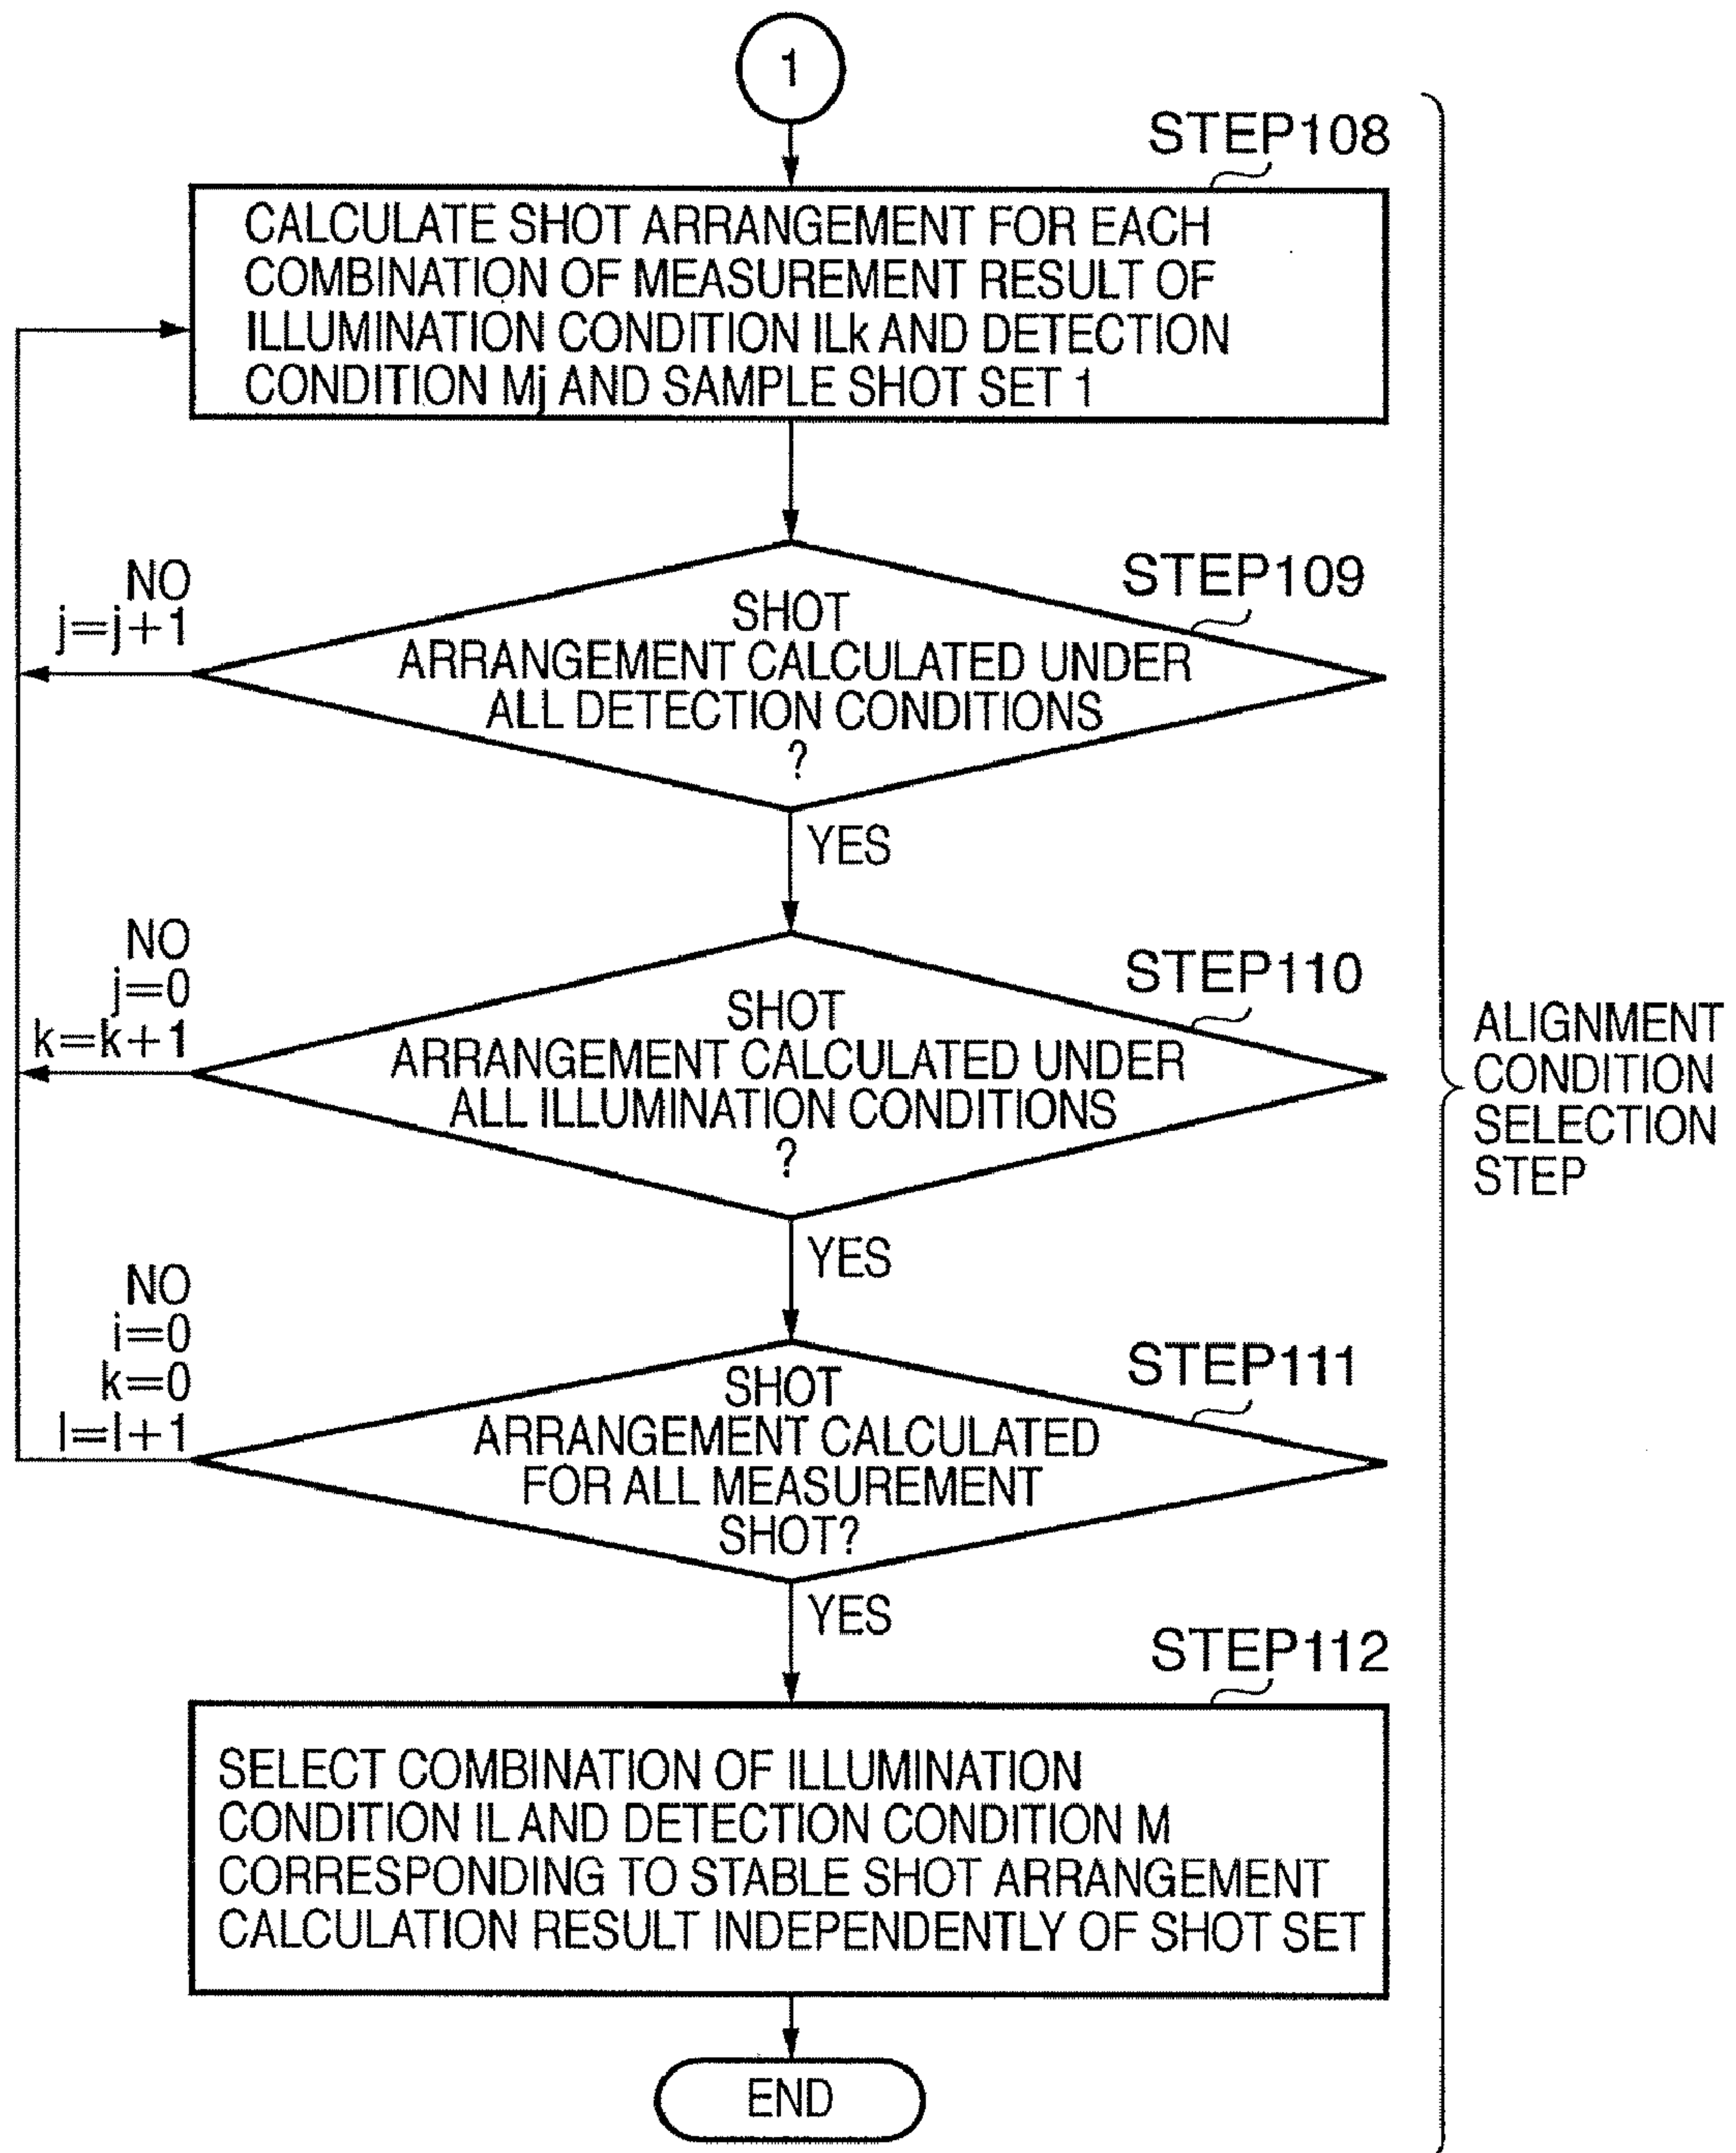 1
STEP108
CALCULATE SHOT ARRANGEMENT FOR EACH
COMBINATION OF MEASUREMENT RESULT OF
ILLUMINATION CONDITION ILk AND DETECTION
CONDITION Mj AND SAMPLE SHOT SET 1
STEP109
NO
j=j+1
SHOT
ARRANGEMENT CALCULATED UNDER
ALL DETECTION CONDITIONS
?
YES
STEP110
NO
j=0
k=k+1
SHOT
ARRANGEMENT CALCULATED UNDER
ALL ILLUMINATION CONDITIONS
?
YES
ALIGNMENT
CONDITION
SELECTION
STEP
STEP111
NO
i=0
k=0
l=l+1
SHOT
ARRANGEMENT CALCULATED
FOR ALL MEASUREMENT
SHOT?
YES
STEP112
SELECT COMBINATION OF ILLUMINATION
CONDITION IL AND DETECTION CONDITION M
CORRESPONDING TO STABLE SHOT ARRANGEMENT
CALCULATION RESULT INDEPENDENTLY OF SHOT SET
END